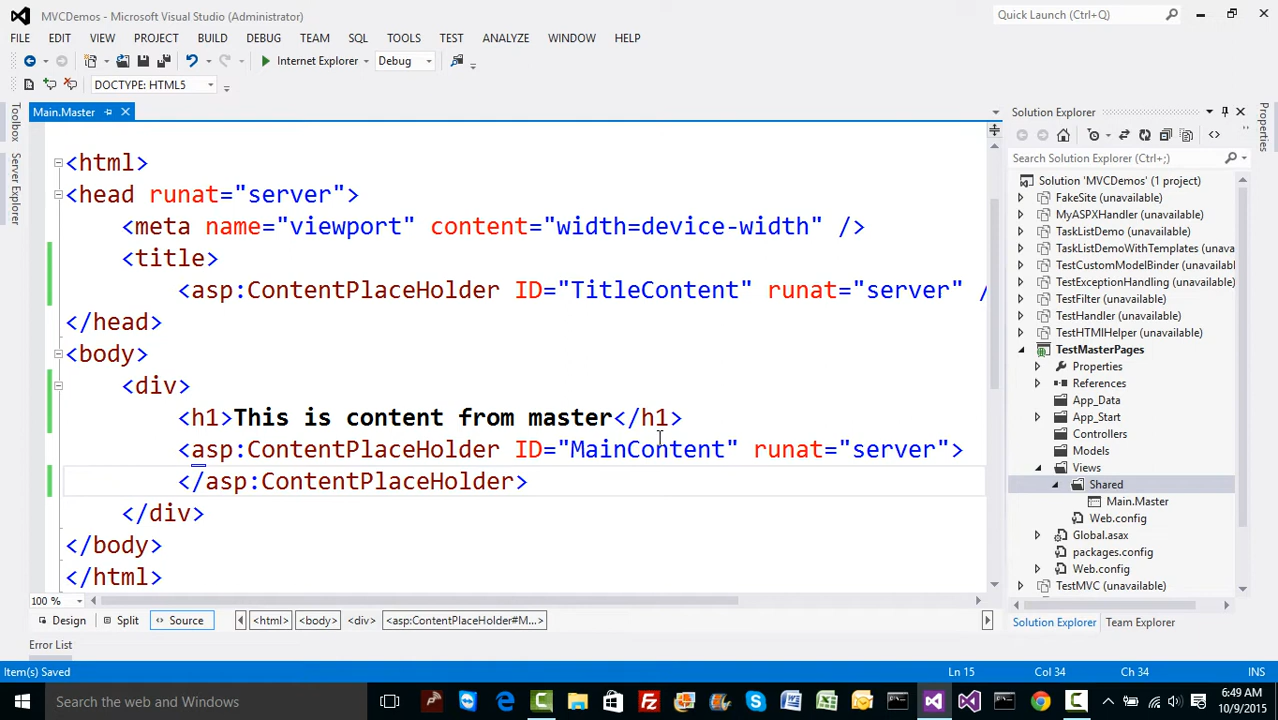 MVCDemos - Microsoft Visual Studio (Administrator)
Quick Launch (Ctrl+Q)
FILE EDIT VIEW PROJECT BUILD DEBUG TEAM SQL TOOLS TEST ANALYZE WINDOW HELP
Internet Explorer Debug
DOCTYPE: HTML5
Toolbox
Server Explorer
Main.Master
<html>
<head runat="server">
<meta name="viewport" content="width=device-width" />
<title>
<asp:ContentPlaceHolder ID="TitleContent" runat="server" /
</head>
<body>
<div>
<h1>This is content from master</h1>
<asp:ContentPlaceHolder ID="MainContent" runat="server">
</asp:ContentPlaceHolder>
</div>
</body>
</html>
100 %
Design Split Source <html> <body> <div> <asp:ContentPlaceHolder#M...>
Error List
Solution Explorer
Search Solution Explorer (Ctrl+;)
Solution 'MVCDemos' (1 project)
FakeSite (unavailable)
MyASPXHandler (unavailable)
TaskListDemo (unavailable)
TaskListDemoWithTemplates (unava
TestCustomModelBinder (unavailabl
TestExceptionHandling (unavailable
TestFilter (unavailable)
TestHandler (unavailable)
TestHTMlHelper (unavailable)
TestMasterPages
Properties
References
App_Data
App_Start
Controllers
Models
Views
Shared
Main.Master
Web.config
Global.asax
packages.config
Web.config
TestMVC (unavailable)
Solution Explorer Team Explorer
Properties
Item(s) Saved Ln 15 Col 34 Ch 34 INS
Search the web and Windows
6:49 AM
10/9/2015